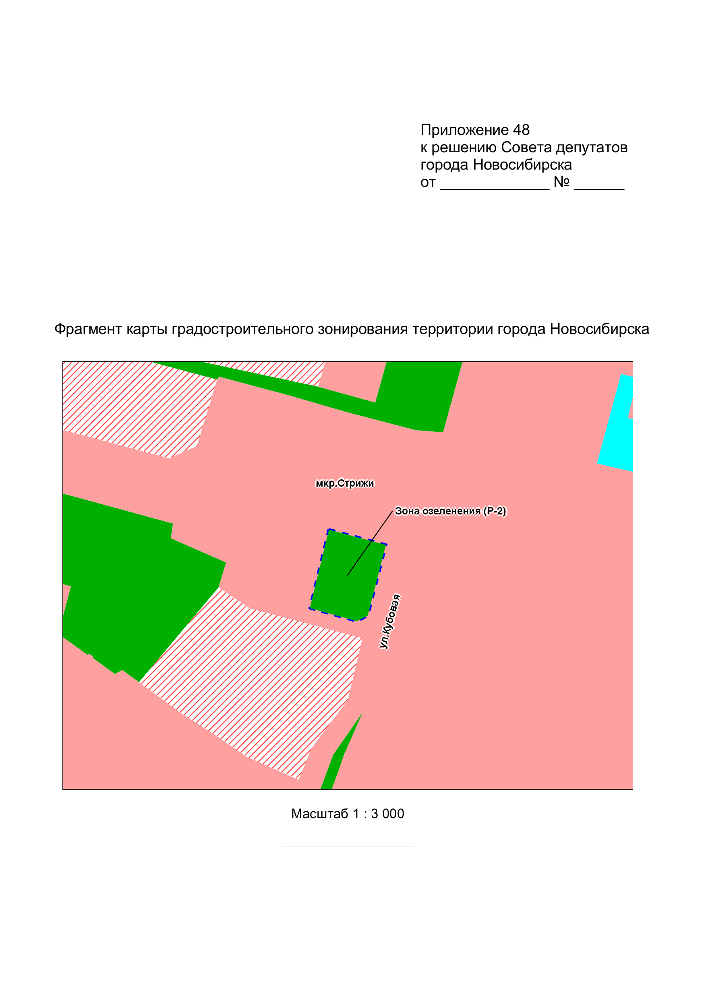 Приложение 48
к решению Совета депутатов
города Новосибирска
от _____________ № ______
Фрагмент карты градостроительного зонирования территории города Новосибирска
мкр.Стрижи
Зона озеленения (Р-2)
ул.Кубовая
Масштаб 1 : 3 000